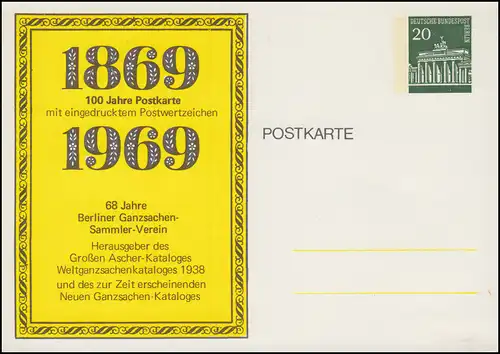 1869
100 Jahre Postkarte
mit eingedrucktem Postwertzeichen
1969
68 Jahre
Berliner Ganzsachen-
Sammler-Verein
Herausgeber des
Großen Ascher-Kataloges
Weltganzsachenkataloges 1938
und des zur Zeit erscheinenden
Neuen Ganzsachen-Kataloges
DEUTSCHE BUNDESPOST
BERLIN
20
POSTKARTE